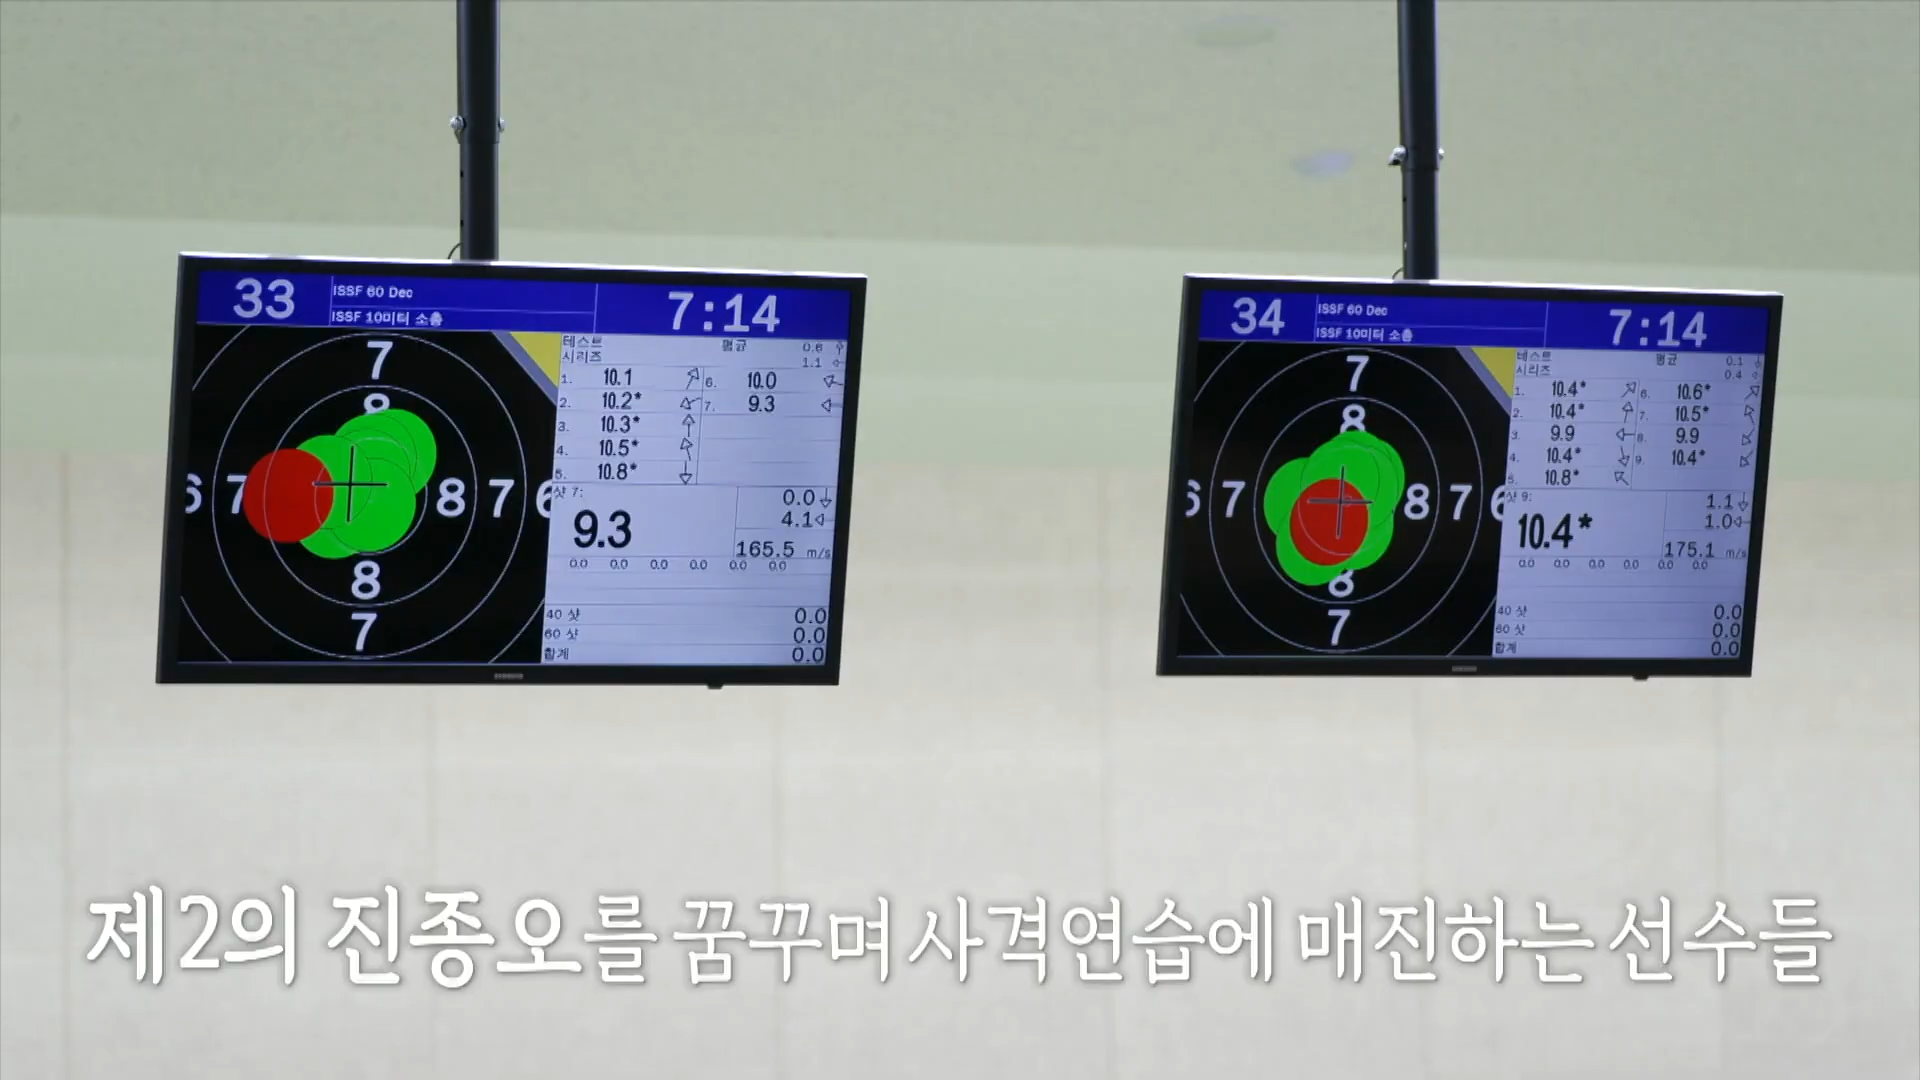 33
ISSF 60 Dec
ISSF 10미터 소총
7:14
7
8
6 7 8 7 6
8
7
테스트 평균 0.6
시리즈 1.1
1. 10.1 6. 10.0
2. 10.2* 7. 9.3
3. 10.3*
4. 10.5*
5. 10.8*
샷 7: 0.0
9.3 4.1
165.5 m/s
0.0 0.0 0.0 0.0 0.0 0.0
40 샷 0.0
60 샷 0.0
합계 0.0
34
ISSF 60 Dec
ISSF 10미터 소총
7:14
7
8
6 7 8 7 6
8
7
테스트 평균 0.1
시리즈 0.4
1. 10.4* 6. 10.6*
2. 10.4* 7. 10.5*
3. 9.9 8. 9.9
4. 10.4* 9. 10.4*
5. 10.8*
샷 9: 1.1
10.4* 1.0
175.1 m/s
0.0 0.0 0.0 0.0 0.0 0.0
40 샷 0.0
60 샷 0.0
합계 0.0
SAMSUNG
제2의 진종오를 꿈꾸며 사격연습에 매진하는 선수들